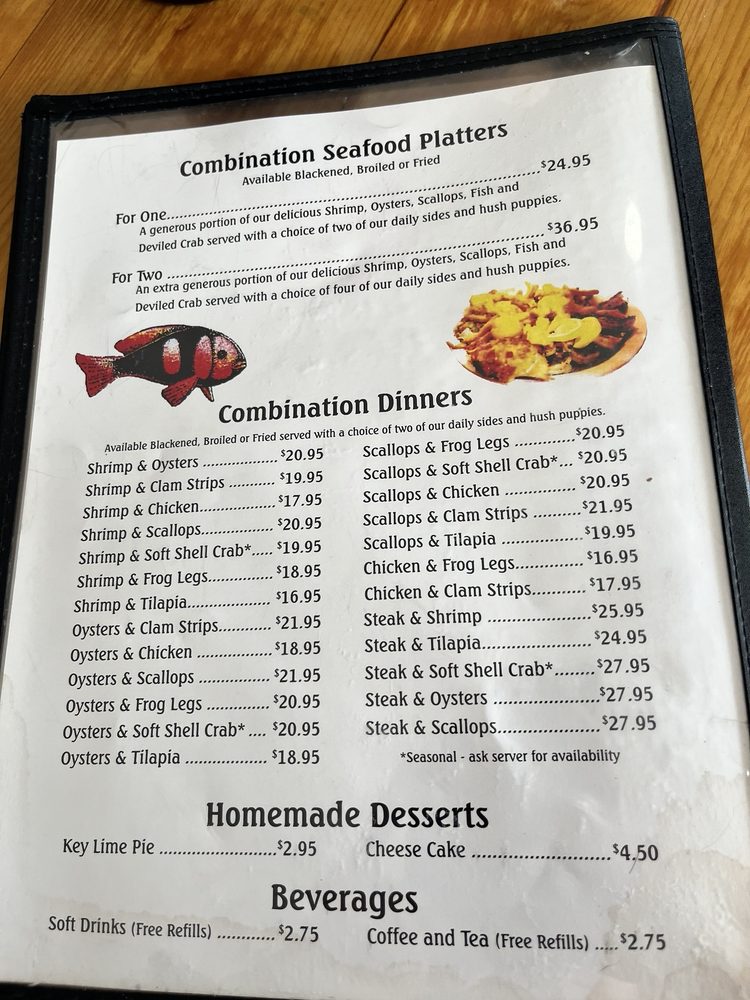 Combination Seafood Platters
Available Blackened, Broiled or Fried
For One.......................................................................................$24.95
A generous portion of our delicious Shrimp, Oysters, Scallops, Fish and
Deviled Crab served with a choice of two of our daily sides and hush puppies.
For Two .......................................................................................$36.95
An extra generous portion of our delicious Shrimp, Oysters, Scallops, Fish and
Deviled Crab served with a choice of four of our daily sides and hush puppies.
Combination Dinners
Available Blackened, Broiled or Fried served with a choice of two of our daily sides and hush puppies.
Shrimp & Oysters ................. $20.95
Shrimp & Clam Strips ........... $19.95
Shrimp & Chicken.................. $17.95
Shrimp & Scallops.................. $20.95
Shrimp & Soft Shell Crab*..... $19.95
Shrimp & Frog Legs............... $18.95
Shrimp & Tilapia.................... $16.95
Oysters & Clam Strips............ $21.95
Oysters & Chicken ................. $18.95
Oysters & Scallops ................ $21.95
Oysters & Frog Legs .............. $20.95
Oysters & Soft Shell Crab* .... $20.95
Oysters & Tilapia .................. $18.95
Scallops & Frog Legs ............$20.95
Scallops & Soft Shell Crab*... $20.95
Scallops & Chicken .............. $20.95
Scallops & Clam Strips .........$21.95
Scallops & Tilapia ................ $19.95
Chicken & Frog Legs............. $16.95
Chicken & Clam Strips.......... $17.95
Steak & Shrimp .....................$25.95
Steak & Tilapia...................... $24.95
Steak & Soft Shell Crab*........$27.95
Steak & Oysters .....................$27.95
Steak & Scallops.....................$27.95
*Seasonal - ask server for availability
Homemade Desserts
Key Lime Pie ........................$2.95
Cheese Cake ............................$4.50
Beverages
Soft Drinks (Free Refills) ............ $2.75
Coffee and Tea (Free Refills) .....$2.75